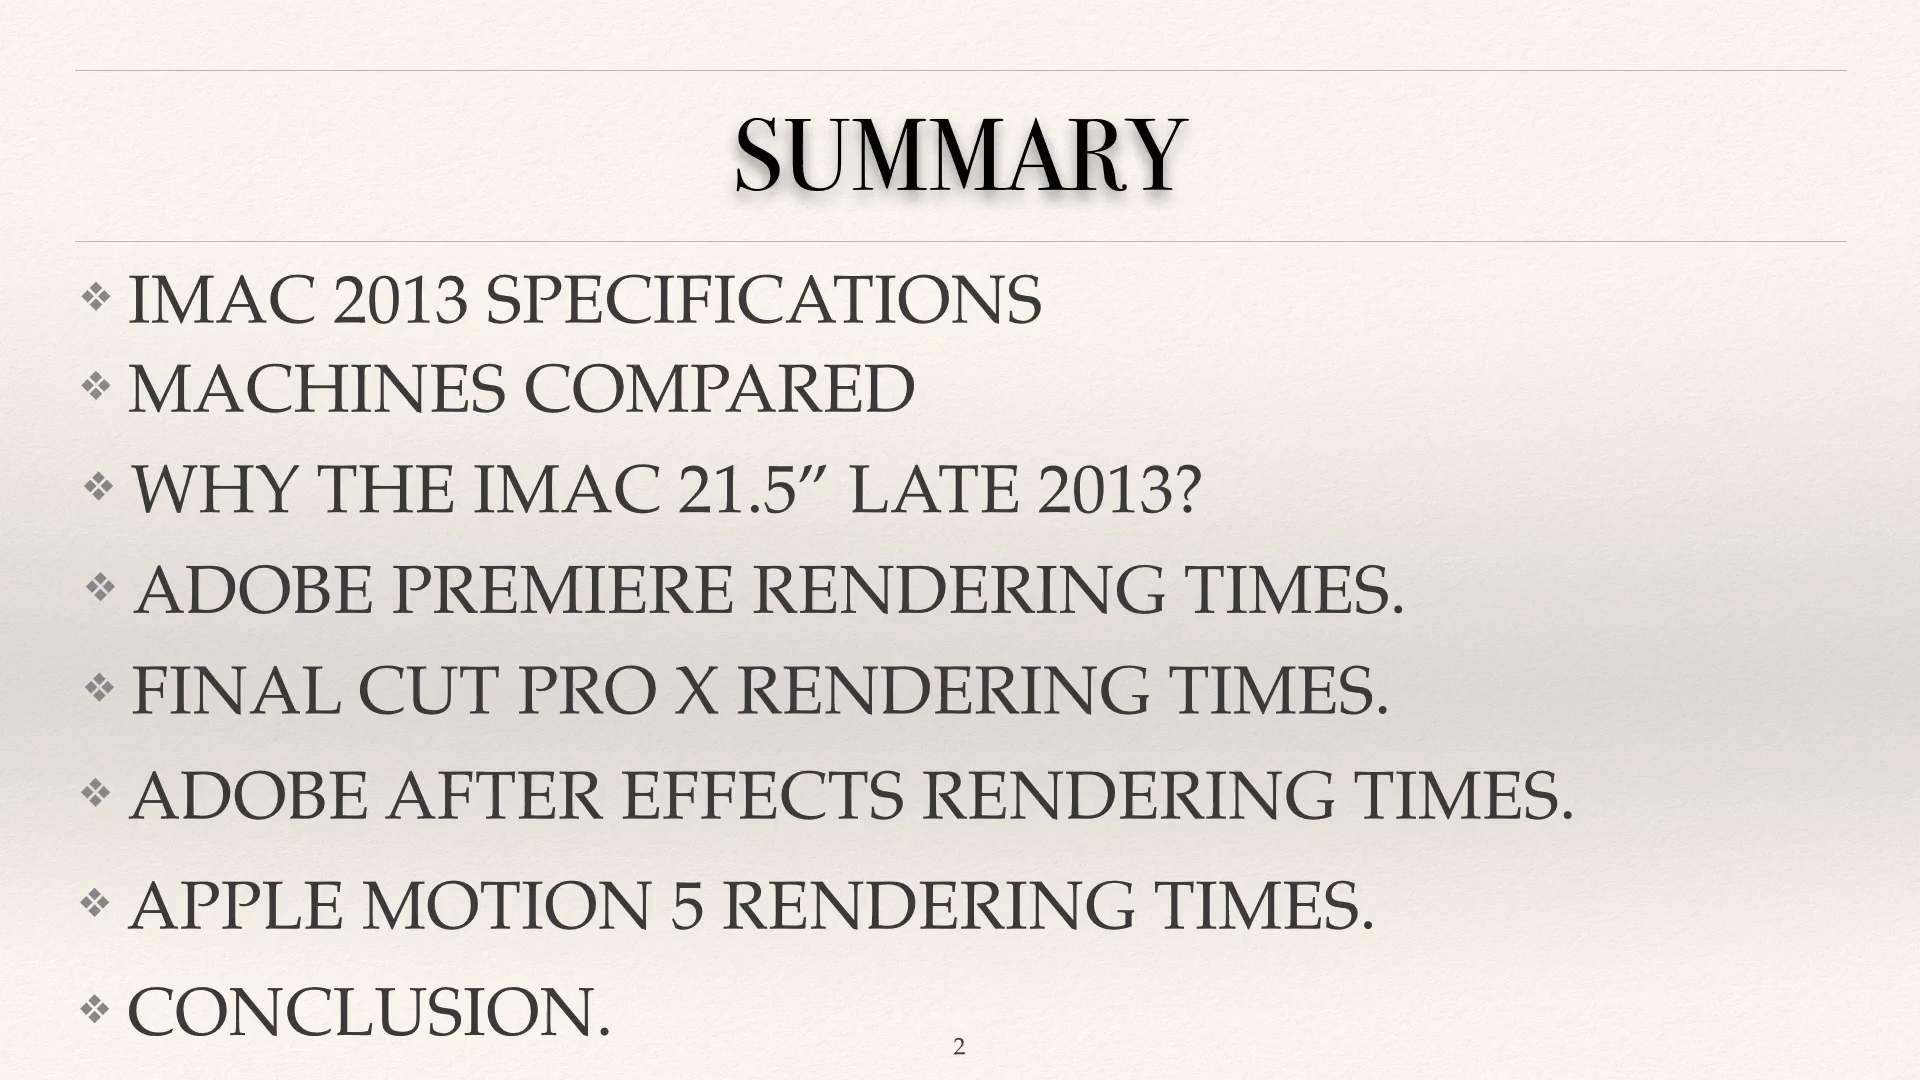 SUMMARY
❖ IMAC 2013 SPECIFICATIONS
❖ MACHINES COMPARED
❖ WHY THE IMAC 21.5” LATE 2013?
❖ ADOBE PREMIERE RENDERING TIMES.
❖ FINAL CUT PRO X RENDERING TIMES.
❖ ADOBE AFTER EFFECTS RENDERING TIMES.
❖ APPLE MOTION 5 RENDERING TIMES.
❖ CONCLUSION.
2